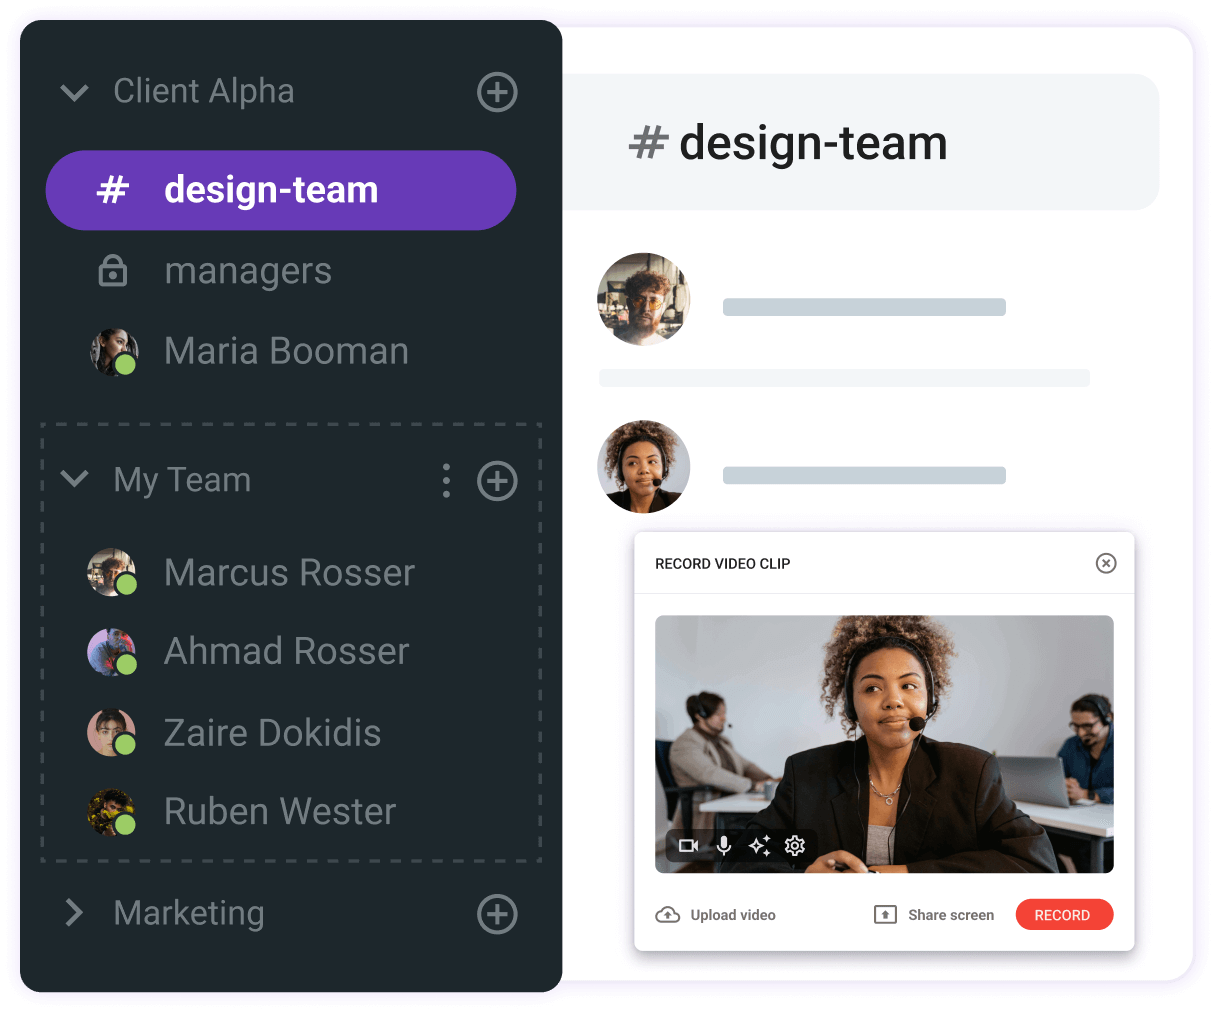 Client Alpha
# design-team
managers
Maria Booman
My Team
Marcus Rosser
Ahmad Rosser
Zaire Dokidis
Ruben Wester
Marketing
# design-team
RECORD VIDEO CLIP
Upload video
Share screen
RECORD